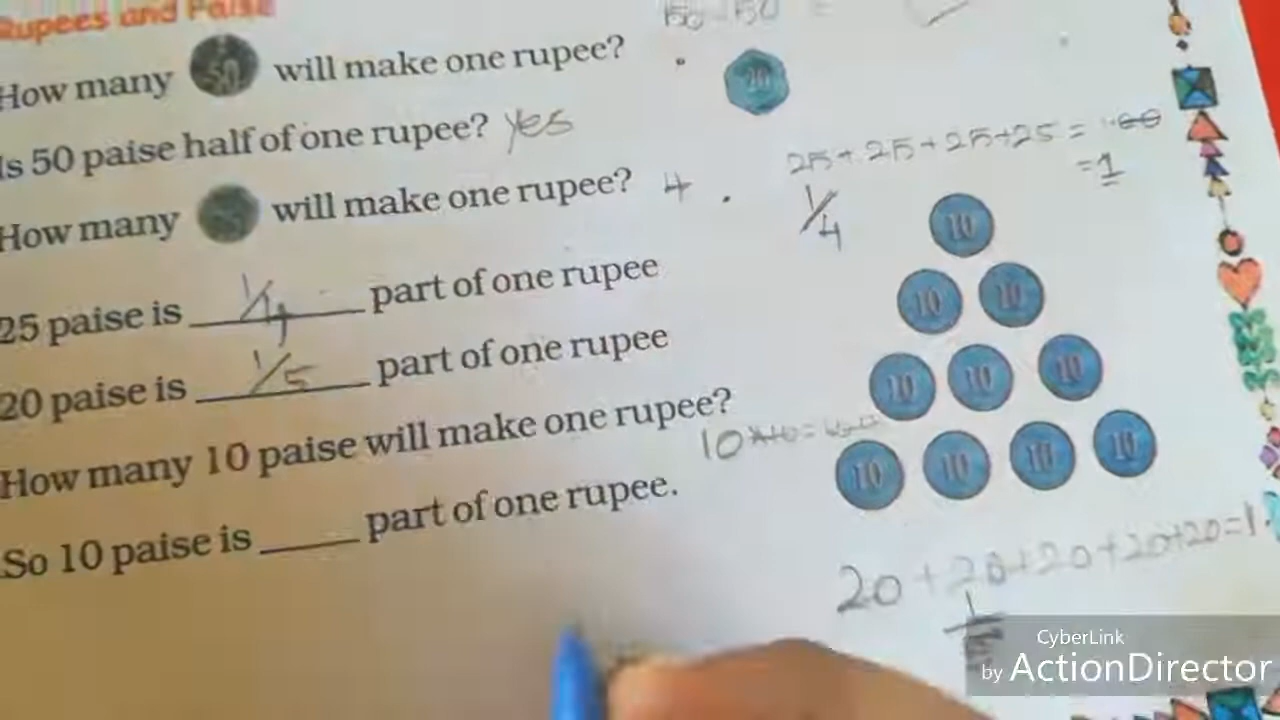 Rupees and Paise
How many 50 will make one rupee?
20
Is 50 paise half of one rupee? yes
25 + 25 + 25 + 25 = 100
= 1
How many will make one rupee? 4
1/4
10
25 paise is 1/4 part of one rupee
10 10
20 paise is 1/5 part of one rupee
10 10 10
How many 10 paise will make one rupee?
10
10 10 10 10
So 10 paise is ____ part of one rupee.
20 + 20 + 20 + 20 + 20 = 1
CyberLink
by ActionDirector